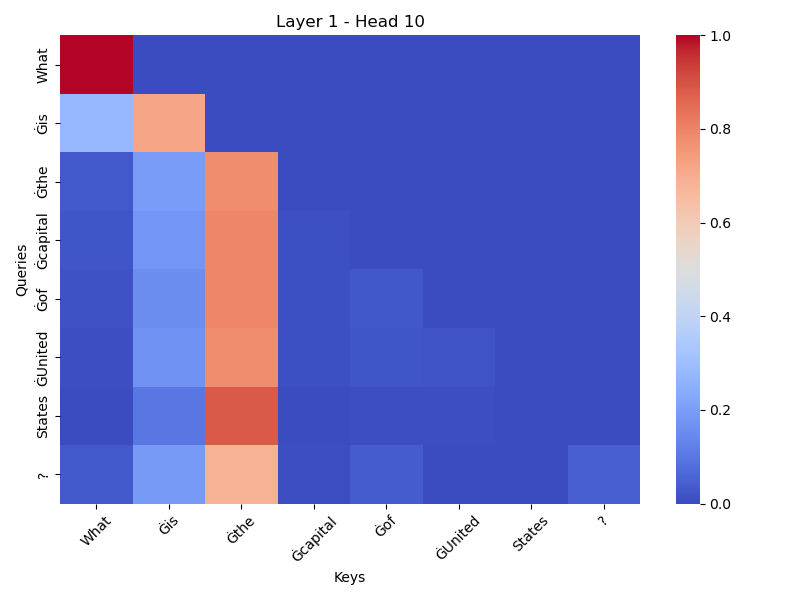 Layer 1 - Head 10
Queries
What
Ġis
Ġthe
Ġcapital
Ġof
ĠUnited
States
?
What
Ġis
Ġthe
Ġcapital
Ġof
ĠUnited
States
?
Keys
1.0
0.8
0.6
0.4
0.2
0.0